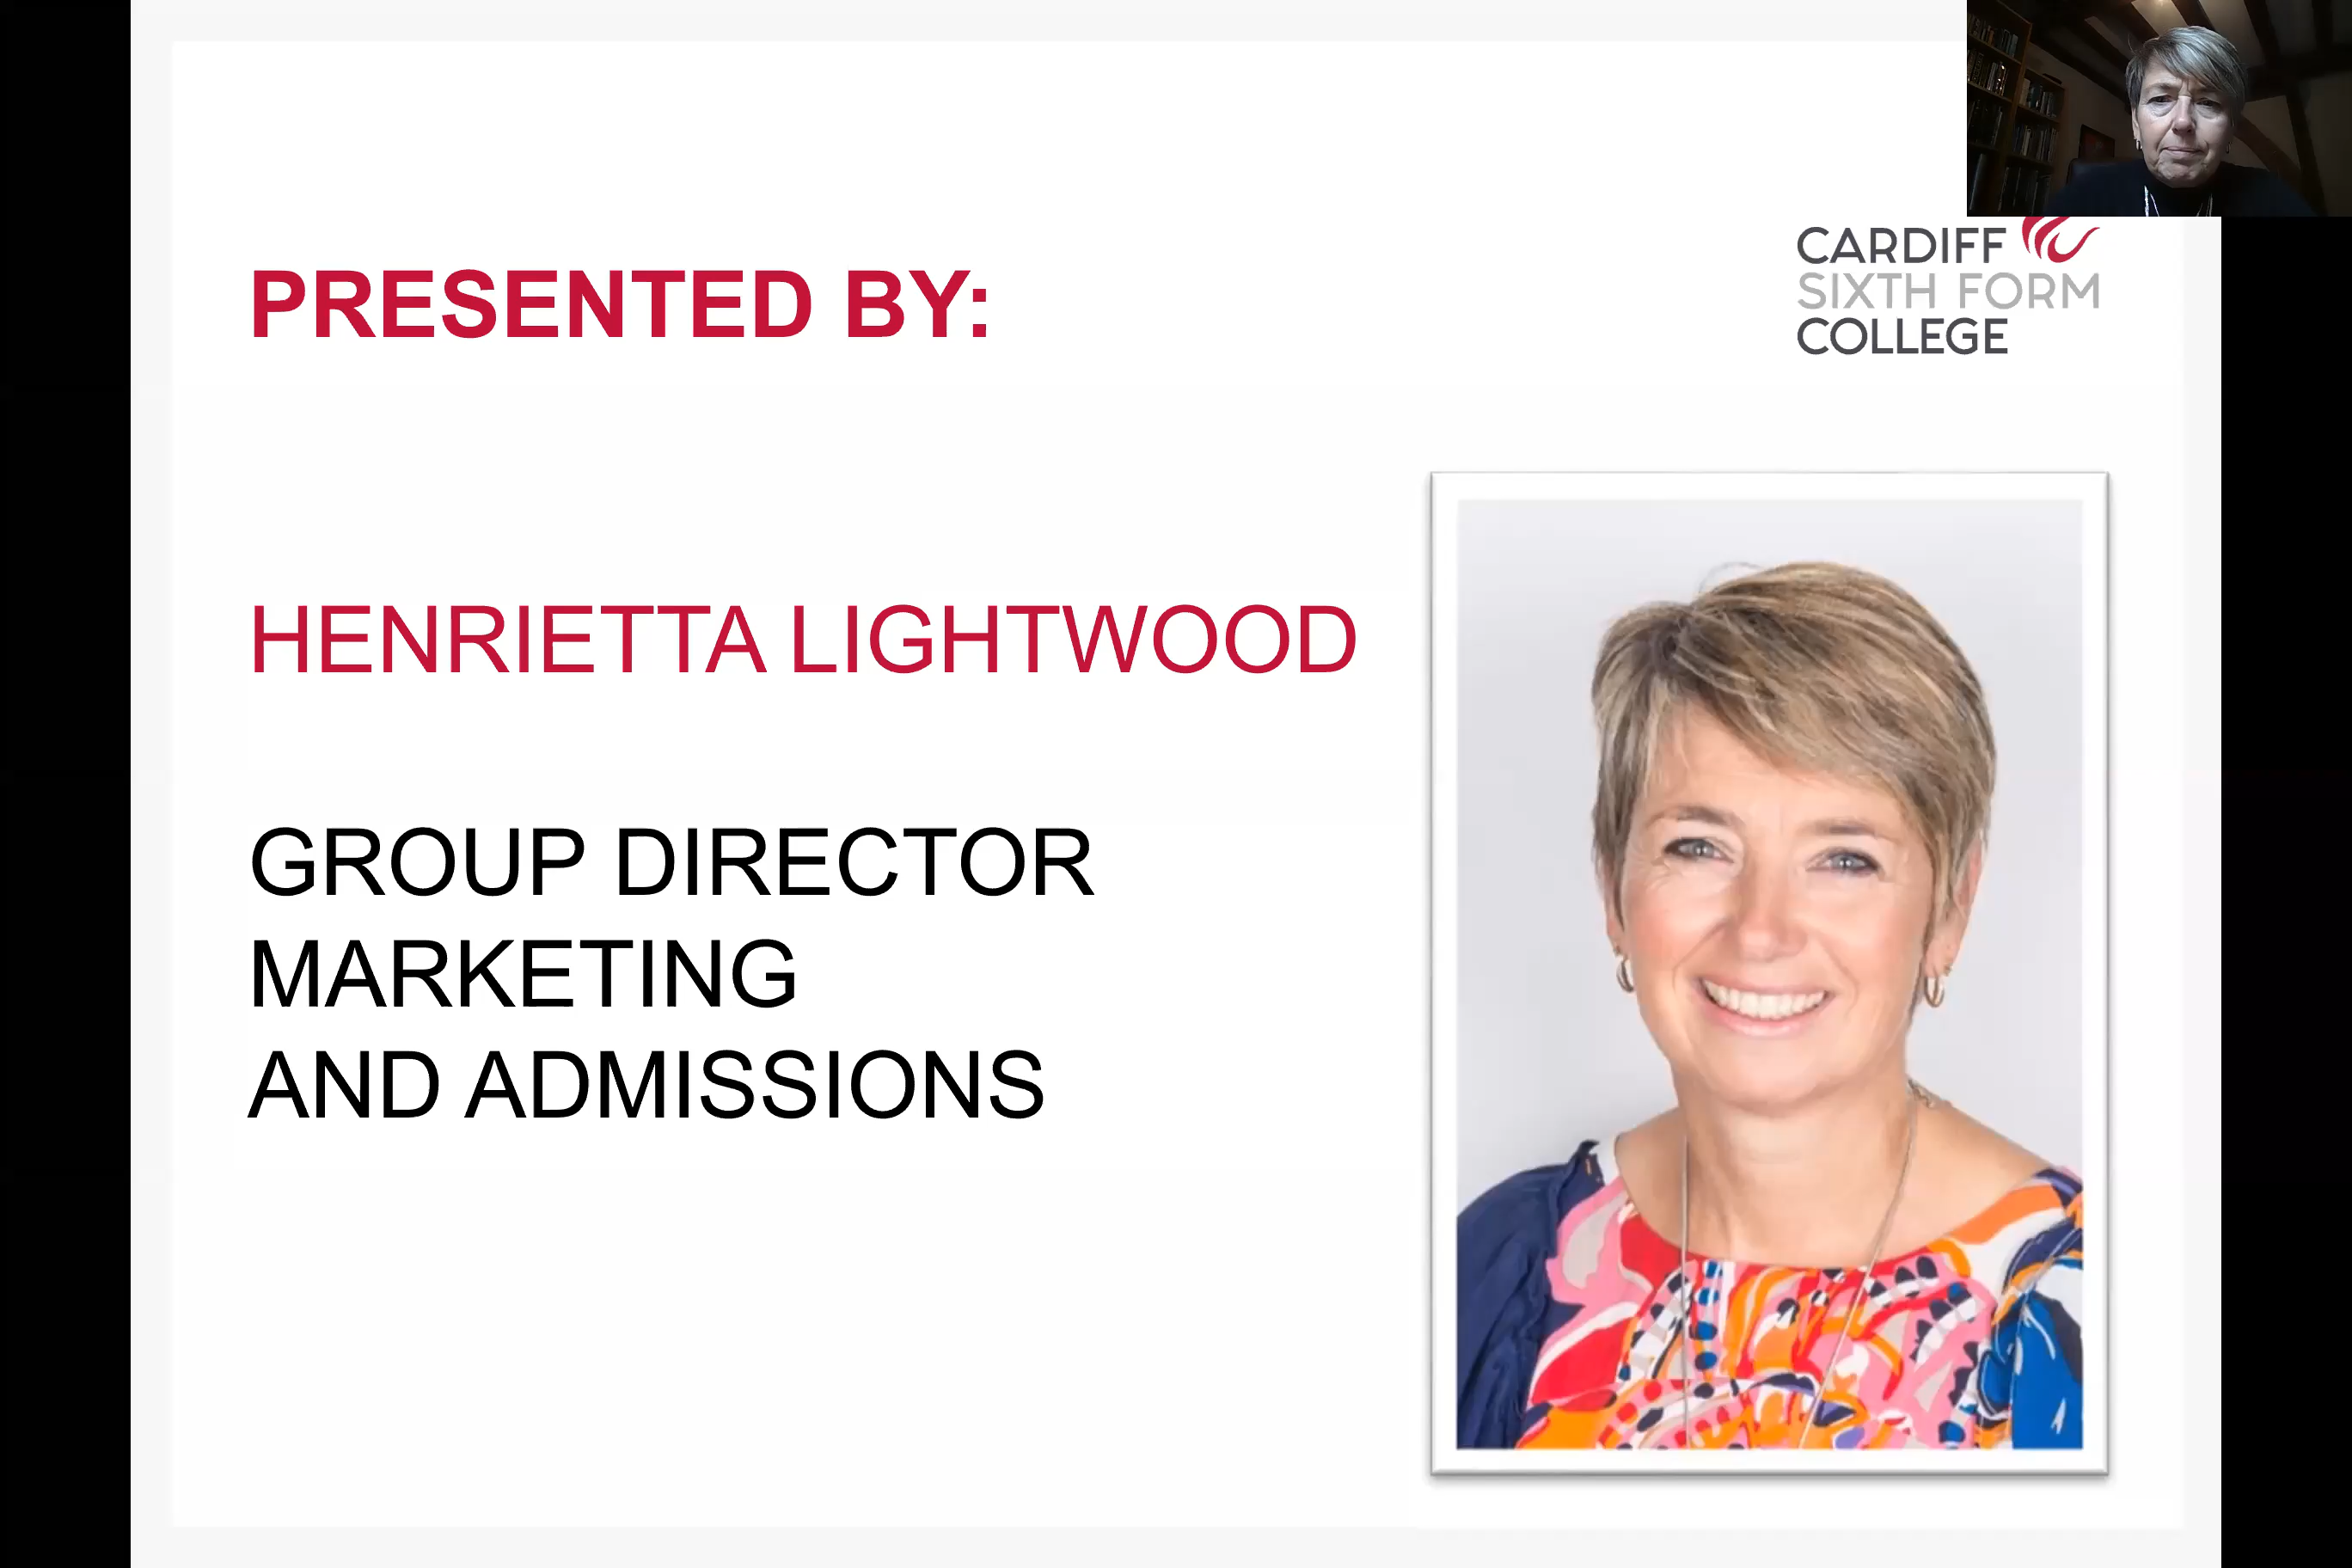 PRESENTED BY:
CARDIFF
SIXTH FORM
COLLEGE
HENRIETTA LIGHTWOOD
GROUP DIRECTOR
MARKETING
AND ADMISSIONS